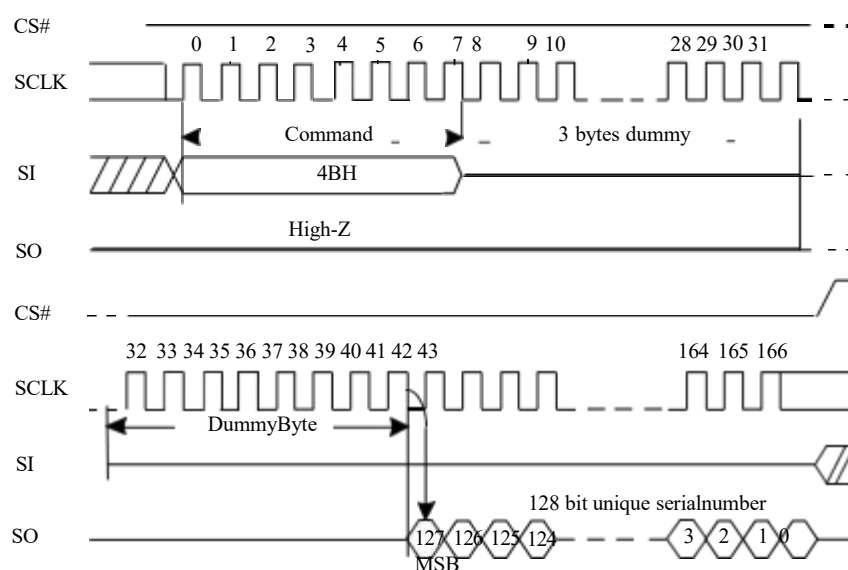 CS#
0 1 2 3 4 5 6 7 8 9 10 28 29 30 31
SCLK
Command 3 bytes dummy
SI 4BH
High-Z
SO
CS#
32 33 34 35 36 37 38 39 40 41 42 43 164 165 166
SCLK
DummyByte
SI
128 bit unique serialnumber
SO 127 126 125 124 3 2 1 0
MSB